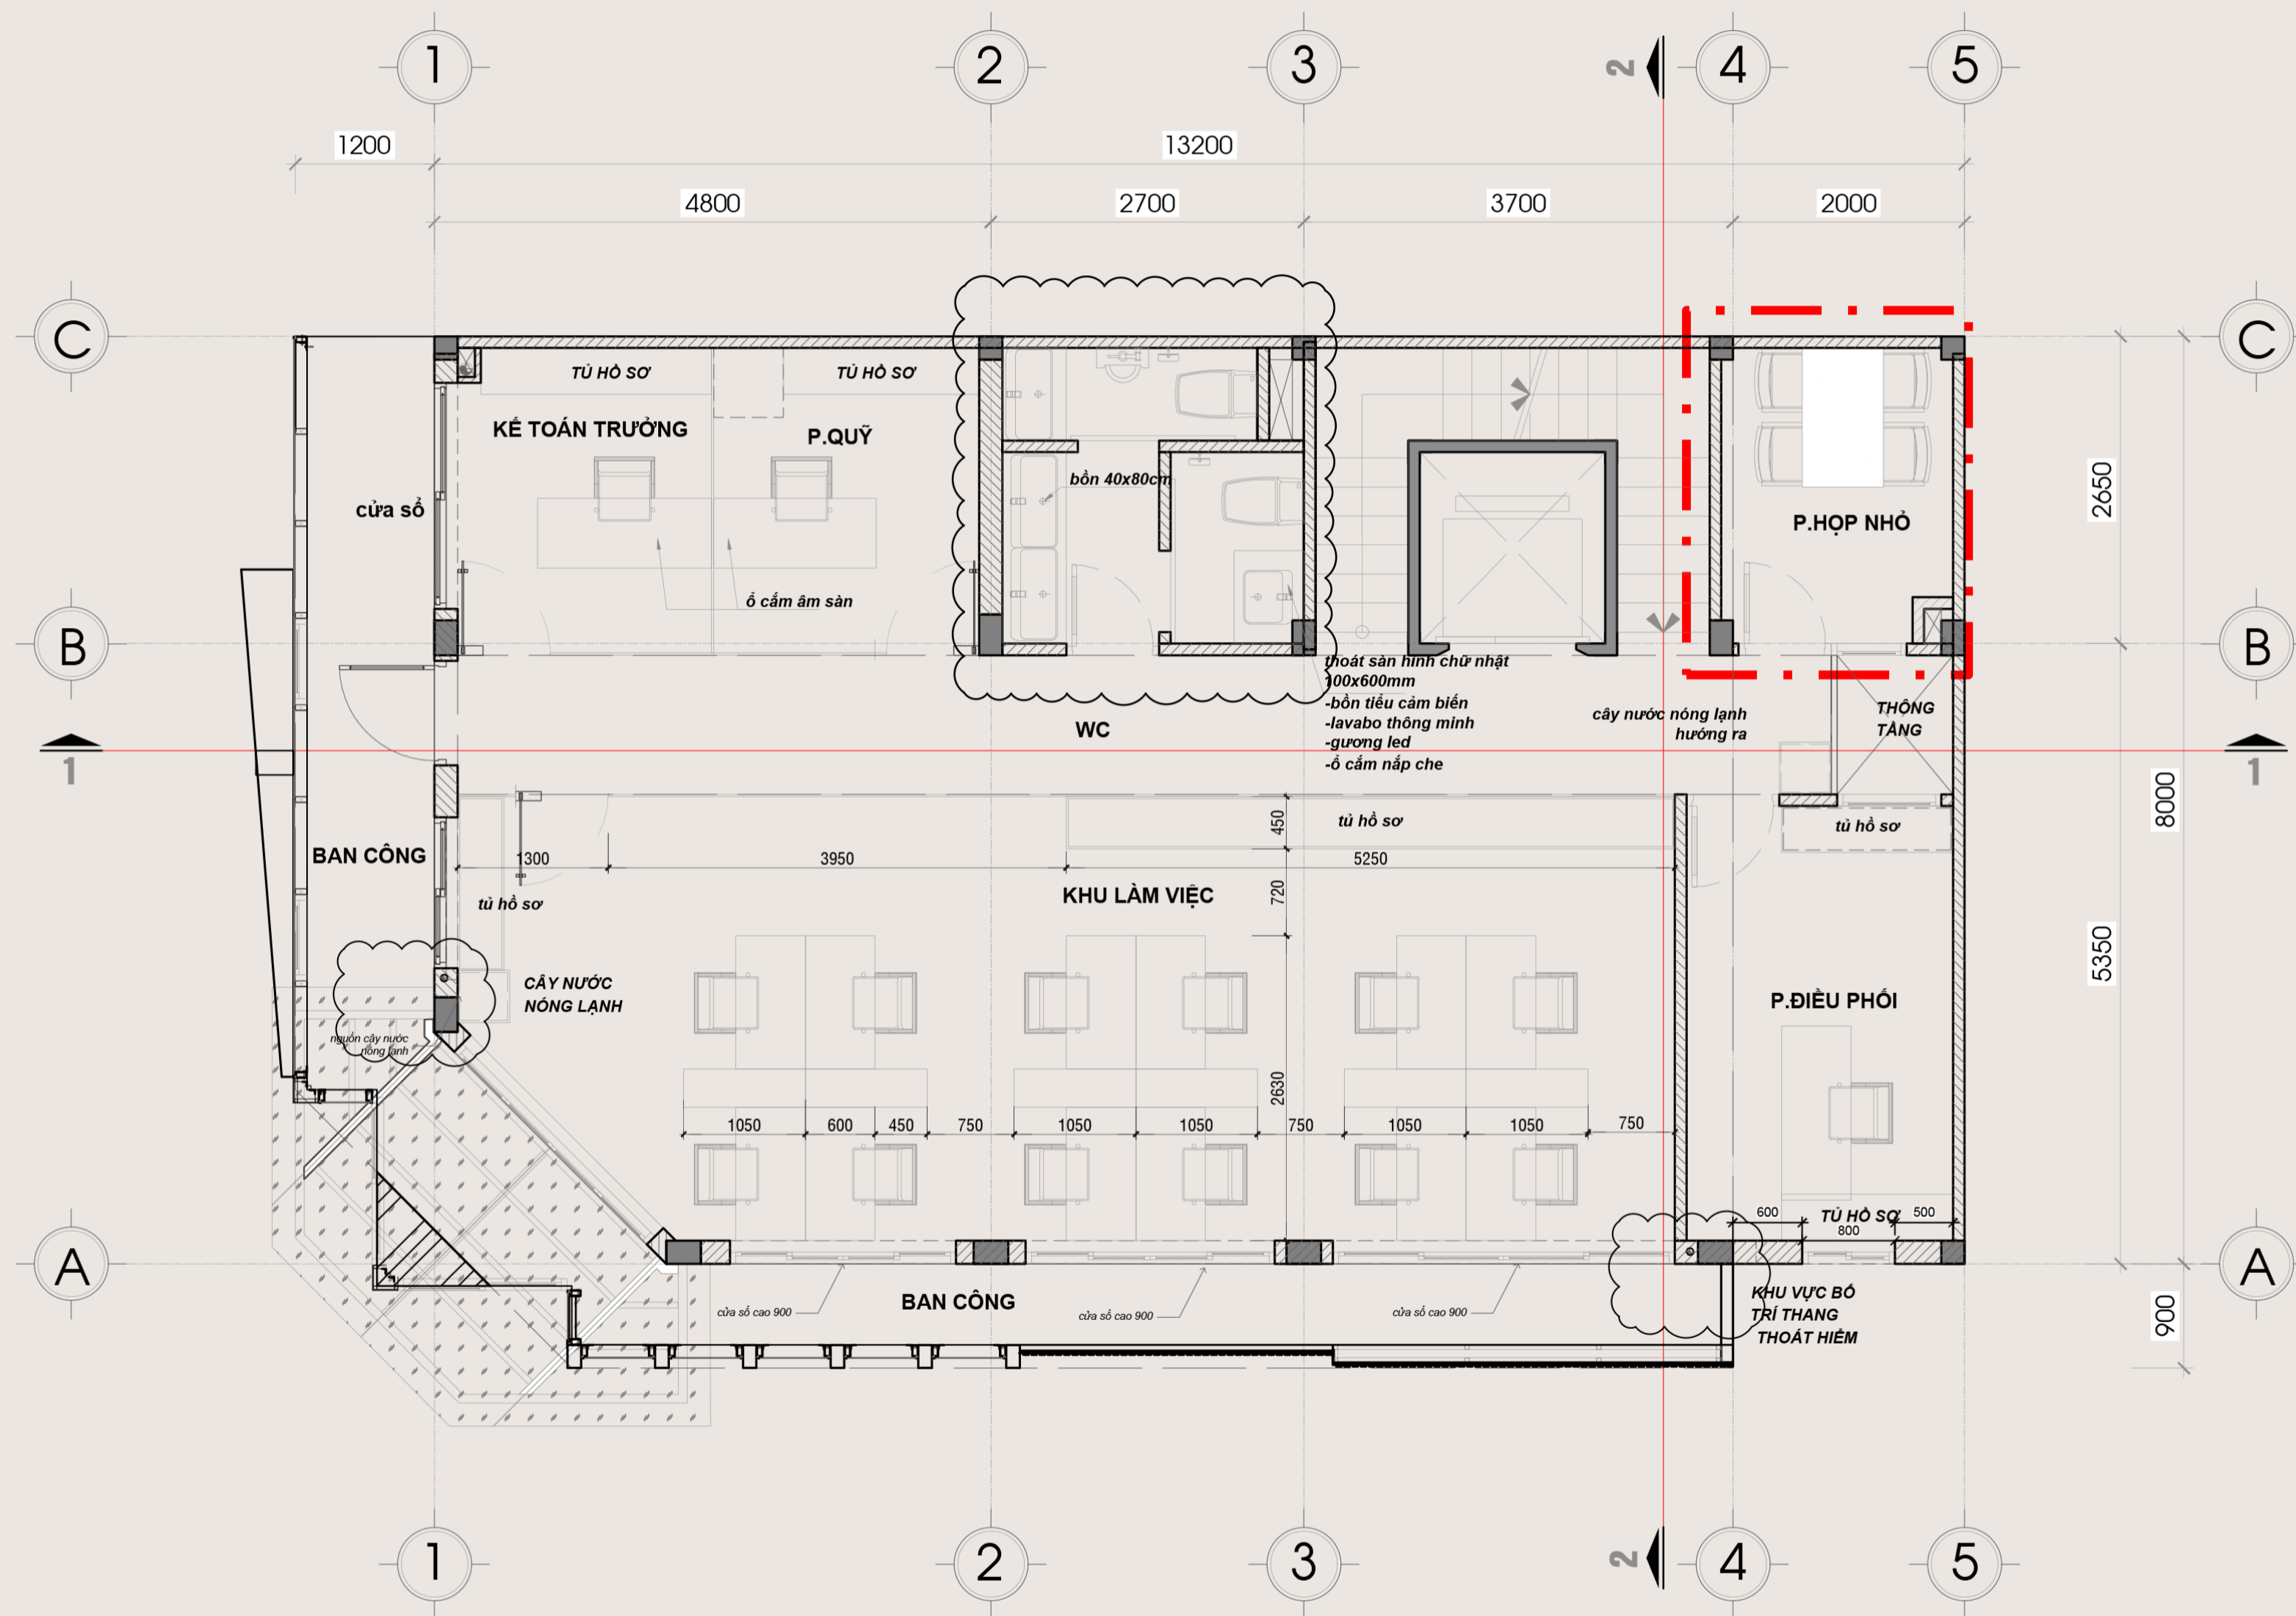 1
2
3
2
4
5
1200
13200
4800
2700
3700
2000
C
C
TỦ HỒ SƠ
TỦ HỒ SƠ
KẾ TOÁN TRƯỞNG
P.QUỸ
bồn 40x80cm
cửa sổ
2650
P.HỌP NHỎ
ổ cắm âm sàn
B
B
thoát sàn hình chữ nhật
100x600mm
-bồn tiểu cảm biến
-lavabo thông minh
-gương led
-ổ cắm nắp che
WC
cây nước nóng lạnh
hướng ra
THÔNG
TẦNG
1
1
8000
450
tủ hồ sơ
tủ hồ sơ
BAN CÔNG
1300
3950
5250
720
KHU LÀM VIỆC
tủ hồ sơ
5350
CÂY NƯỚC
NÓNG LẠNH
P.ĐIỀU PHỐI
nguồn cây nước
nóng lạnh
2630
1050
600
450
750
1050
1050
750
1050
1050
750
600
TỦ HỒ SƠ
500
800
A
A
BAN CÔNG
cửa sổ cao 900
cửa sổ cao 900
cửa sổ cao 900
KHU VỰC BỐ
TRÍ THANG
THOÁT HIỂM
900
1
2
3
2
4
5